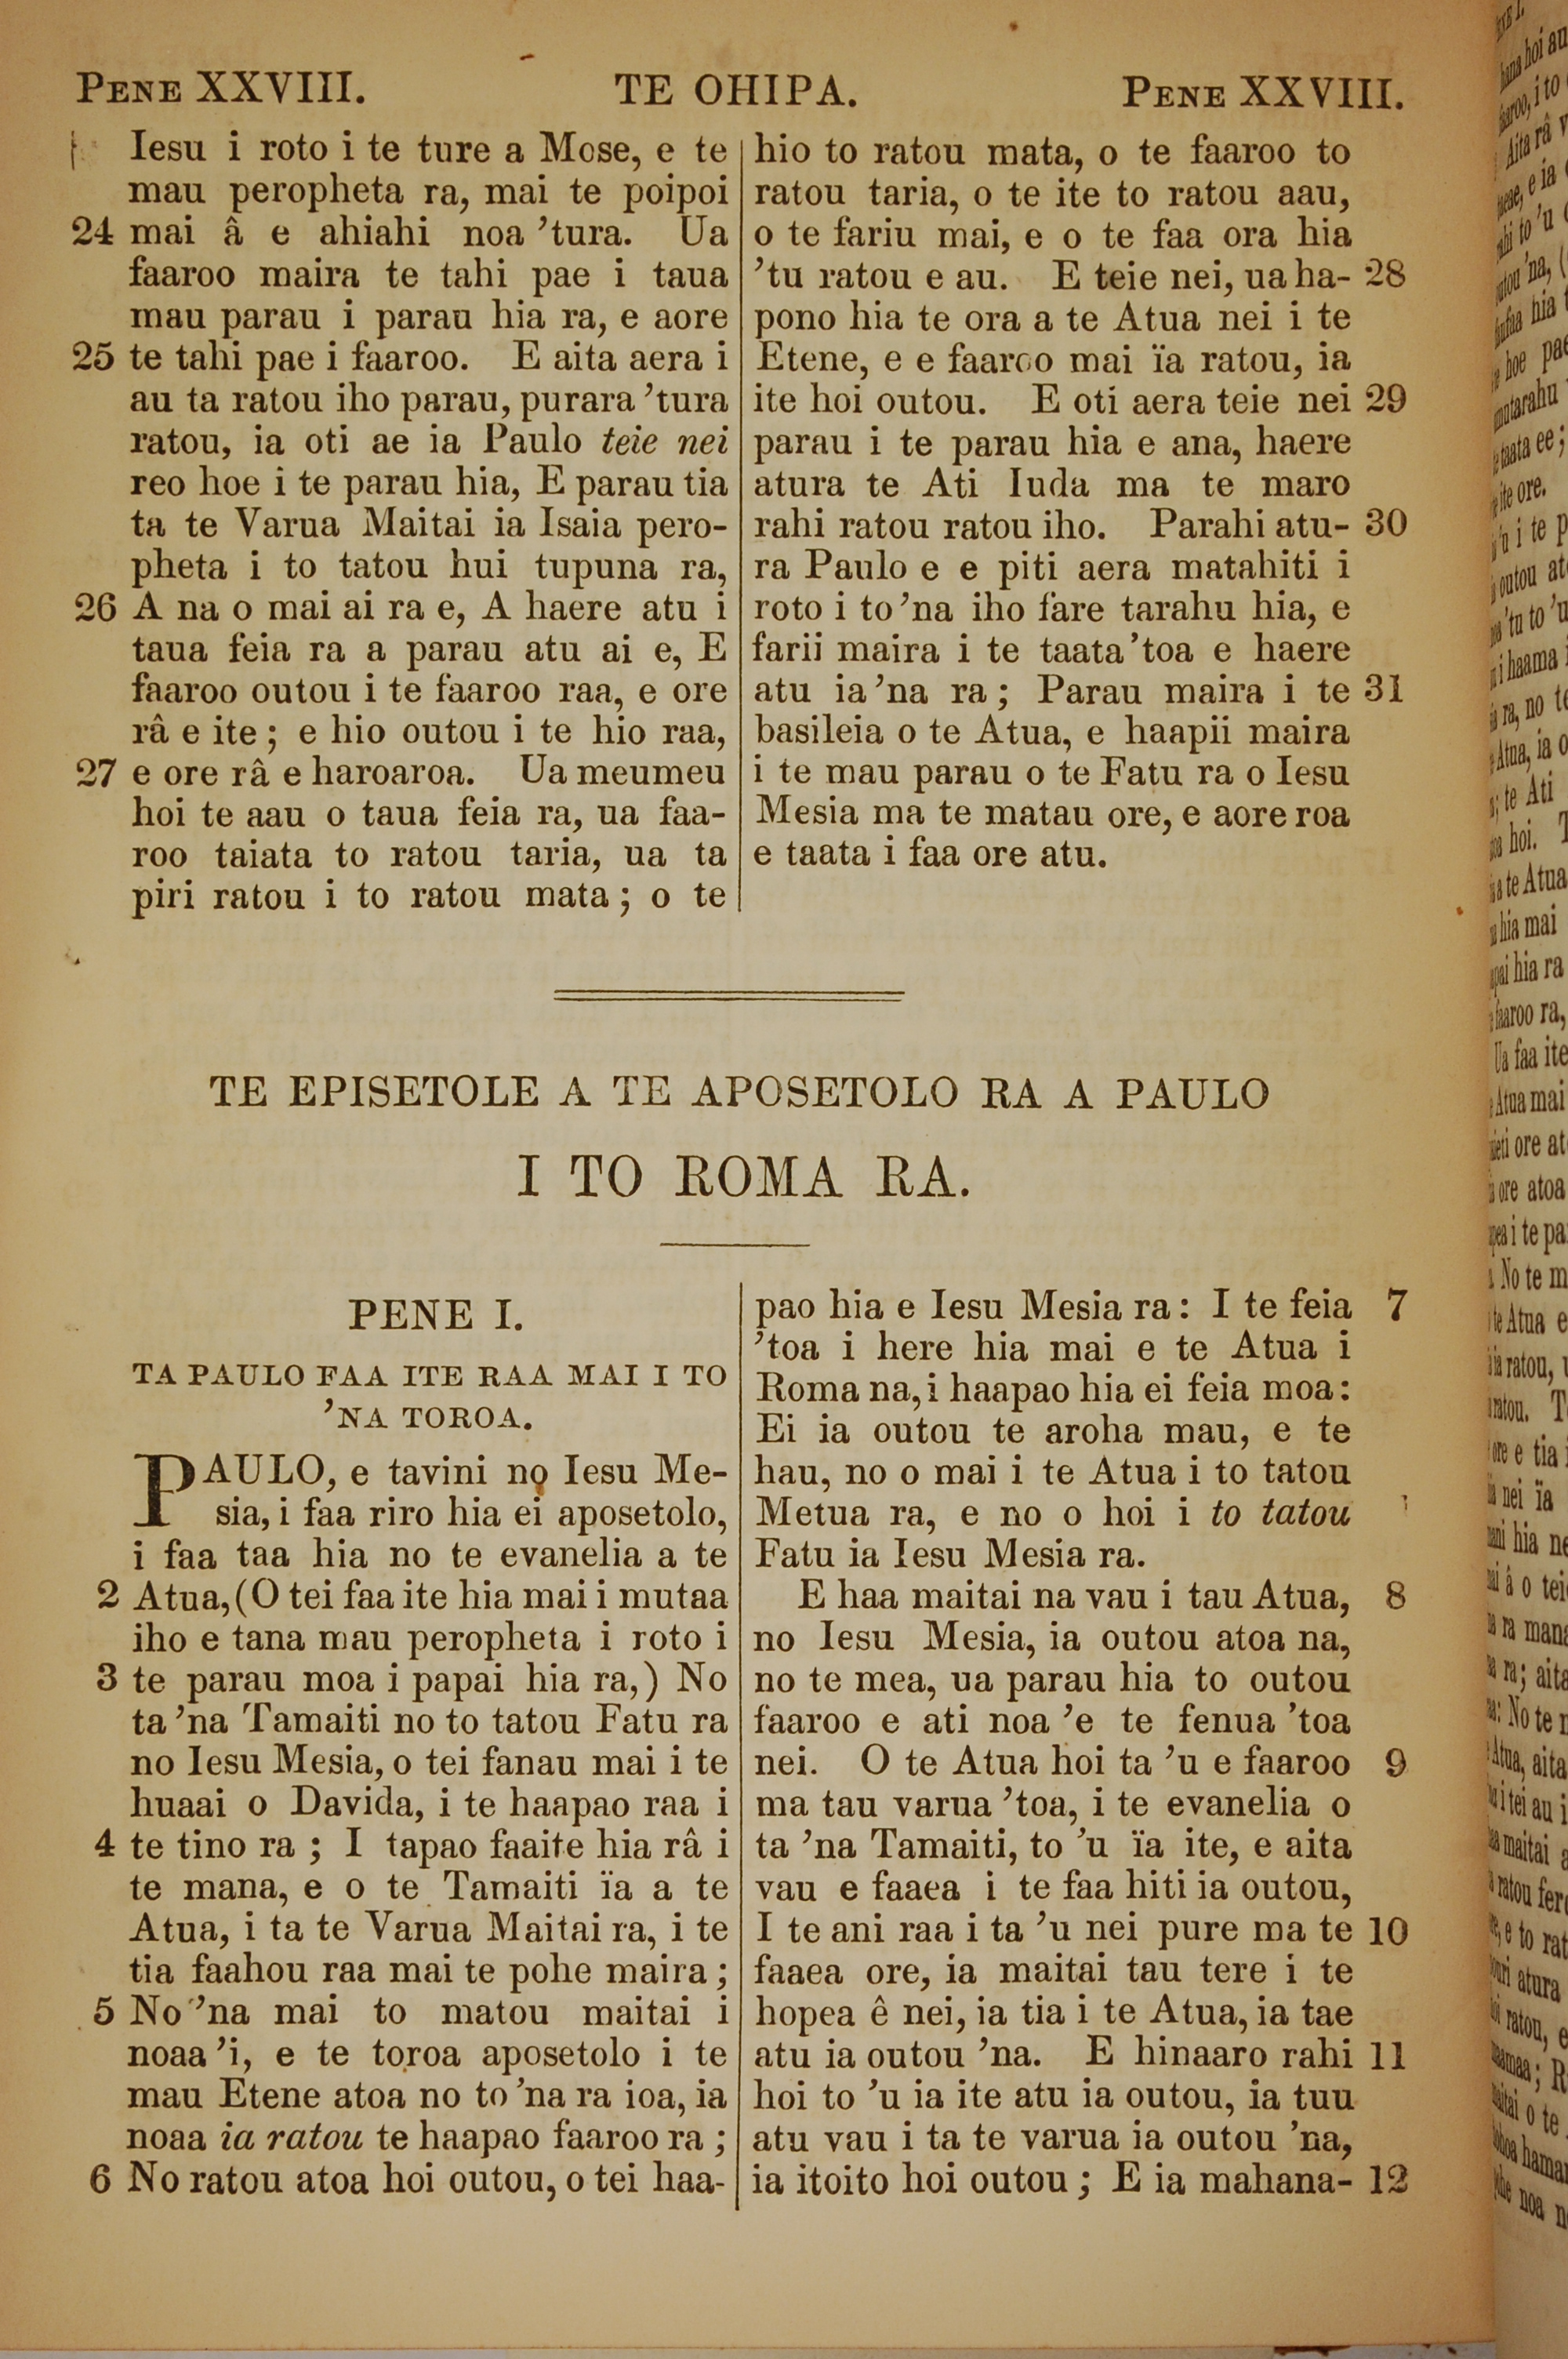 PENE XXVIII. TE OHIPA. PENE XXVIII.
Iesu i roto i te ture a Mose, e te
mau peropheta ra, mai te poipoi
24 mai â e ahiahi noa ’tura. Ua
faaroo maira te tahi pae i taua
mau parau i parau hia ra, e aore
25 te tahi pae i faaroo. E aita aera i
au ta ratou iho parau, purara ’tura
ratou, ia oti ae ia Paulo teie nei
reo hoe i te parau hia, E parau tia
ta te Varua Maitai ia Isaia pero-
pheta i to tatou hui tupuna ra,
26 A na o mai ai ra e, A haere atu i
taua feia ra a parau atu ai e, E
faaroo outou i te faaroo raa, e ore
râ e ite ; e hio outou i te hio raa,
27 e ore râ e haroaroa. Ua meumeu
hoi te aau o taua feia ra, ua faa-
roo taiata to ratou taria, ua ta
piri ratou i to ratou mata ; o te
hio to ratou mata, o te faaroo to
ratou taria, o te ite to ratou aau,
o te fariu mai, e o te faa ora hia
’tu ratou e au. E teie nei, ua ha- 28
pono hia te ora a te Atua nei i te
Etene, e e faaroo mai ïa ratou, ia
ite hoi outou. E oti aera teie nei 29
parau i te parau hia e ana, haere
atura te Ati Iuda ma te maro
rahi ratou ratou iho. Parahi atu- 30
ra Paulo e e piti aera matahiti i
roto i to ’na iho fare tarahu hia, e
farii maira i te taata ’toa e haere
atu ia ’na ra ; Parau maira i te 31
basileia o te Atua, e haapii maira
i te mau parau o te Fatu ra o Iesu
Mesia ma te matau ore, e aore roa
e taata i faa ore atu.
TE EPISETOLE A TE APOSETOLO RA A PAULO
I TO ROMA RA.
PENE I.
TA PAULO FAA ITE RAA MAI I TO
’NA TOROA.
PAULO, e tavini no Iesu Me-
sia, i faa riro hia ei aposetolo,
i faa taa hia no te evanelia a te
2 Atua, (O tei faa ite hia mai i mutaa
iho e tana mau peropheta i roto i
3 te parau moa i papai hia ra,) No
ta ’na Tamaiti no to tatou Fatu ra
no Iesu Mesia, o tei fanau mai i te
huaai o Davida, i te haapao raa i
4 te tino ra ; I tapao faaite hia râ i
te mana, e o te Tamaiti ïa a te
Atua, i ta te Varua Maitai ra, i te
tia faahou raa mai te pohe maira ;
5 No ’na mai to matou maitai i
noaa ’i, e te toroa aposetolo i te
mau Etene atoa no to ’na ra ioa, ia
noaa ia ratou te haapao faaroo ra ;
6 No ratou atoa hoi outou, o tei haa-
pao hia e Iesu Mesia ra : I te feia 7
’toa i here hia mai e te Atua i
Roma na, i haapao hia ei feia moa :
Ei ia outou te aroha mau, e te
hau, no o mai i te Atua i to tatou
Metua ra, e no o hoi i to tatou
Fatu ia Iesu Mesia ra.
E haa maitai na vau i tau Atua, 8
no Iesu Mesia, ia outou atoa na,
no te mea, ua parau hia to outou
faaroo e ati noa ’e te fenua ’toa
nei. O te Atua hoi ta ’u e faaroo 9
ma tau varua ’toa, i te evanelia o
ta ’na Tamaiti, to ’u ïa ite, e aita
vau e faaea i te faa hiti ia outou,
I te ani raa i ta ’u nei pure ma te 10
faaea ore, ia maitai tau tere i te
hopea ê nei, ia tia i te Atua, ia tae
atu ia outou ’na. E hinaaro rahi 11
hoi to ’u ia ite atu ia outou, ia tuu
atu vau i ta te varua ia outou ’na,
ia itoito hoi outou ; E ia mahana- 12